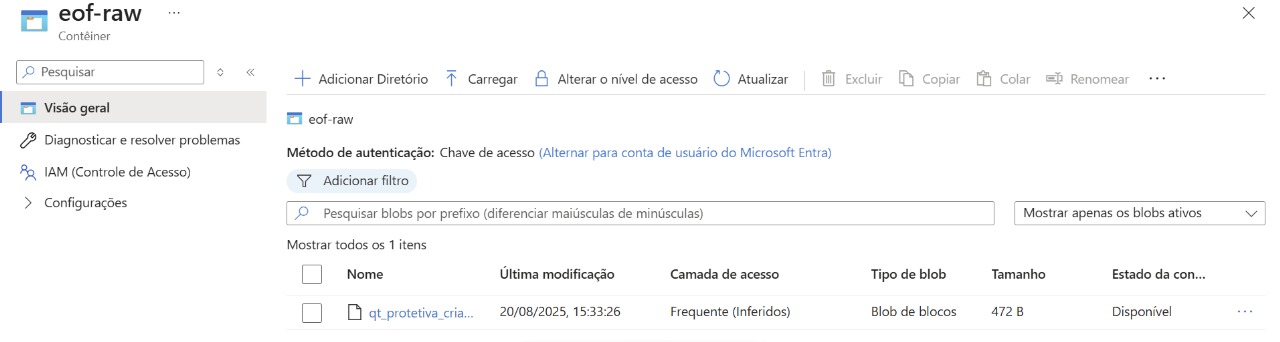 eof-raw ...
Contêiner
Pesquisar
Visão geral
Diagnosticar e resolver problemas
IAM (Controle de Acesso)
Configurações
Adicionar Diretório Carregar Alterar o nível de acesso Atualizar Excluir Copiar Colar Renomear ...
eof-raw
Método de autenticação: Chave de acesso (Alternar para conta de usuário do Microsoft Entra)
Adicionar filtro
Pesquisar blobs por prefixo (diferenciar maiúsculas de minúsculas) Mostrar apenas os blobs ativos
Mostrar todos os 1 itens
Nome Última modificação Camada de acesso Tipo de blob Tamanho Estado da con...
qt_protetiva_cria... 20/08/2025, 15:33:26 Frequente (Inferidos) Blob de blocos 472 B Disponível ...